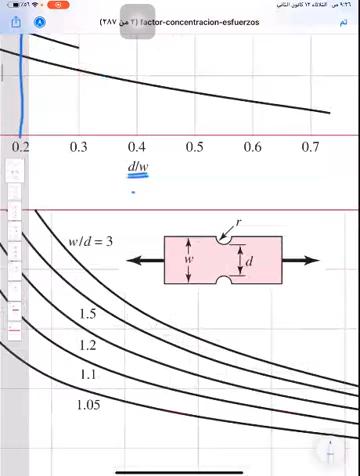 ٩:٢٦ ص الثلاثاء ١٢ كانون الثاني
factor-concentracion-esfuerzos (٢ من ٢٨٧)
تم
0.2 0.3 0.4 0.5 0.6 0.7
d/w
r
w/d = 3
w
d
1.5
1.2
1.1
1.05